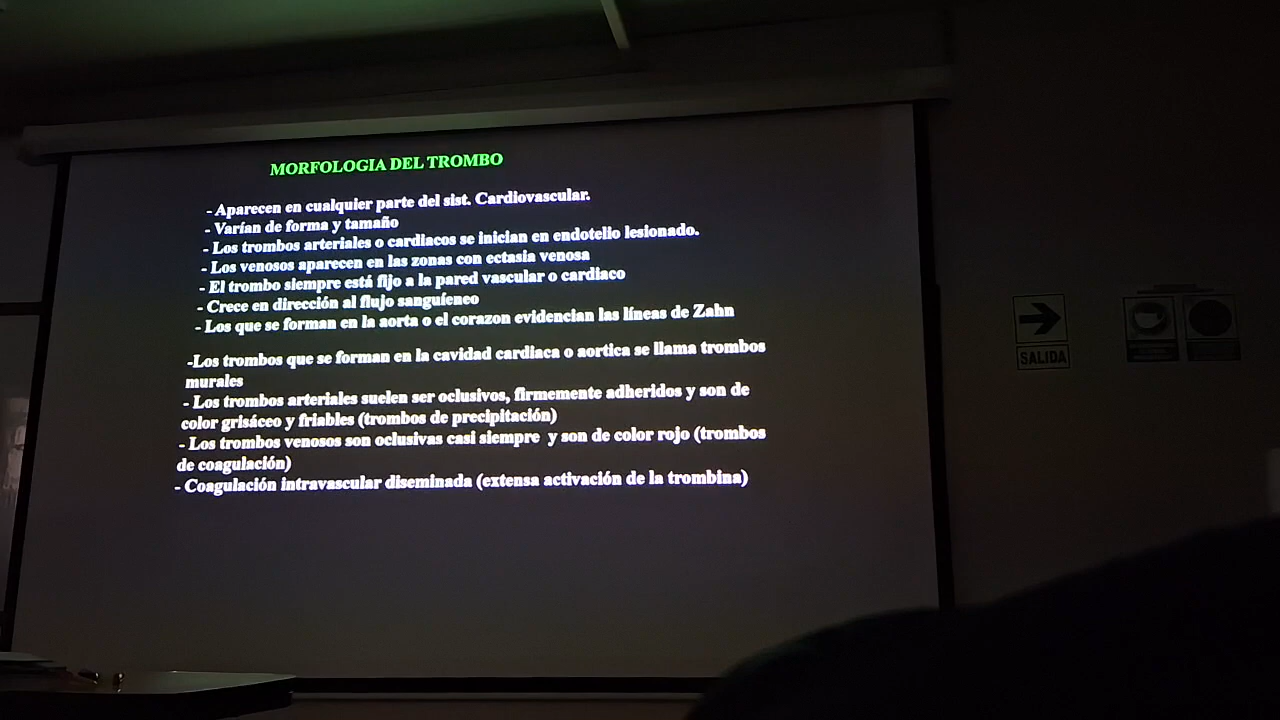 MORFOLOGIA DEL TROMBO
- Aparecen en cualquier parte del sist. Cardiovascular.
- Varían de forma y tamaño
- Los trombos arteriales o cardiacos se inician en endotelio lesionado.
- Los venosos aparecen en las zonas con ectasia venosa
- El trombo siempre está fijo a la pared vascular o cardiaco
- Crece en dirección al flujo sanguíeneo
- Los que se forman en la aorta o el corazon evidencian las líneas de Zahn
-Los trombos que se forman en la cavidad cardiaca o aortica se llama trombos
murales
- Los trombos arteriales suelen ser oclusivos, firmemente adheridos y son de
color grisáceo y friables (trombos de precipitación)
- Los trombos venosos son oclusivas casi siempre y son de color rojo (trombos
de coagulación)
- Coagulación intravascular diseminada (extensa activación de la trombina)
SALIDA